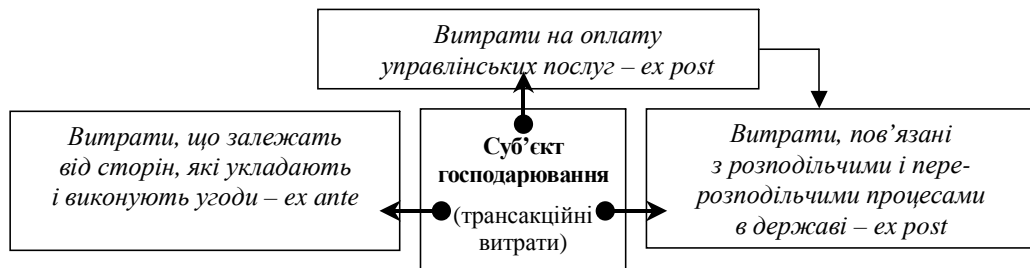 Витрати на оплату
управлінських послуг – ex post
Витрати, що залежать
від сторін, які укладають
і виконують угоди – ex ante
Суб’єкт
господарювання
(трансакційні
витрати)
Витрати, пов’язані
з розподільчими і пере-
розподільчими процесами
в державі – ex post